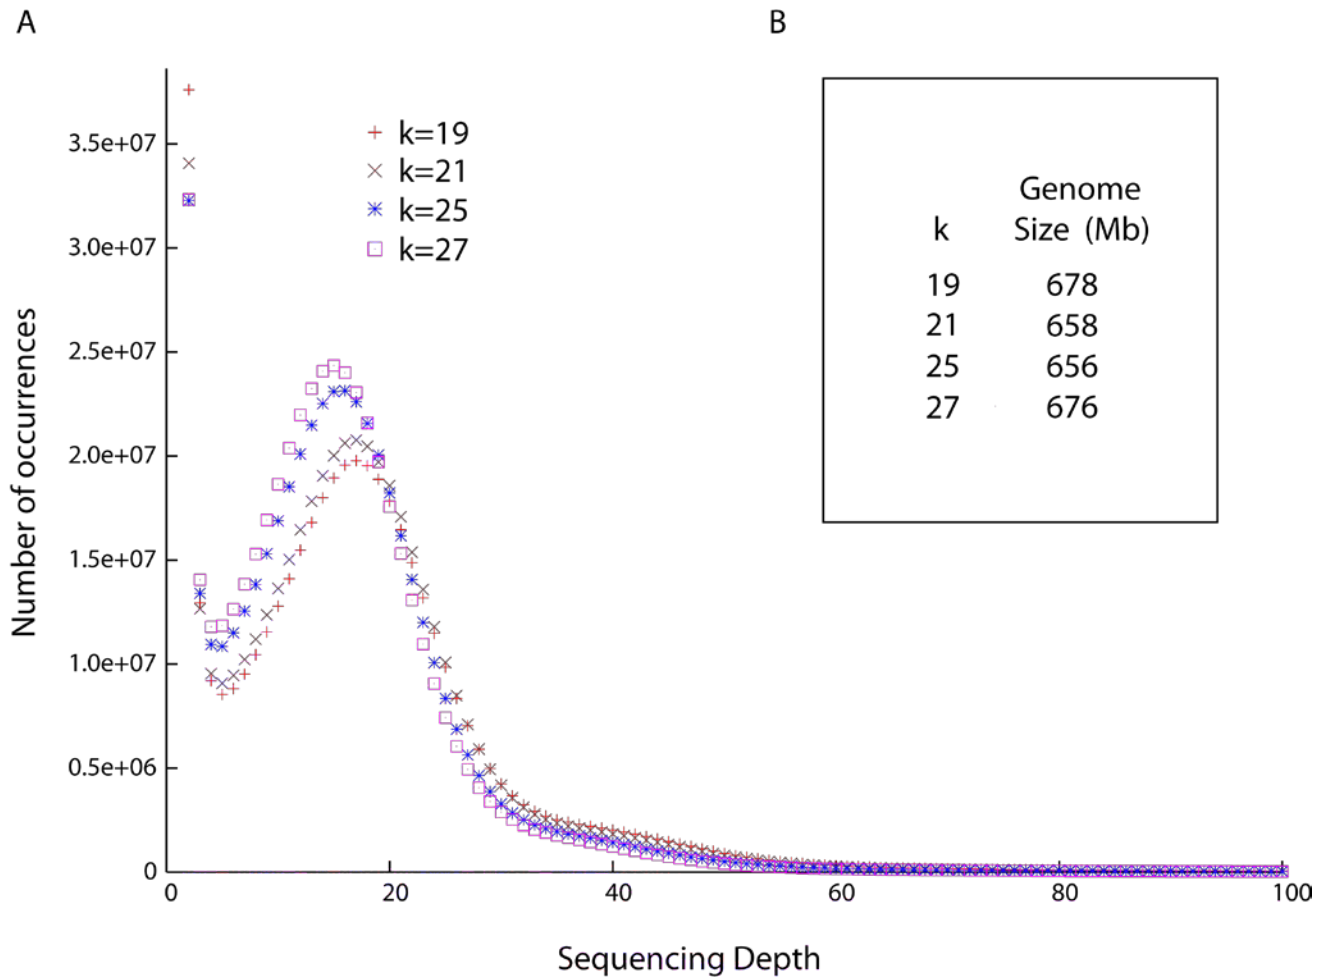 A
B
3.5e+07
3.0e+07
2.5e+07
2.0e+07
1.5e+07
1.0e+07
0.5e+06
0
Number of occurrences
k=19
k=21
k=25
k=27
0
20
40
60
80
100
Sequencing Depth
Genome
k Size (Mb)
19 678
21 658
25 656
27 676